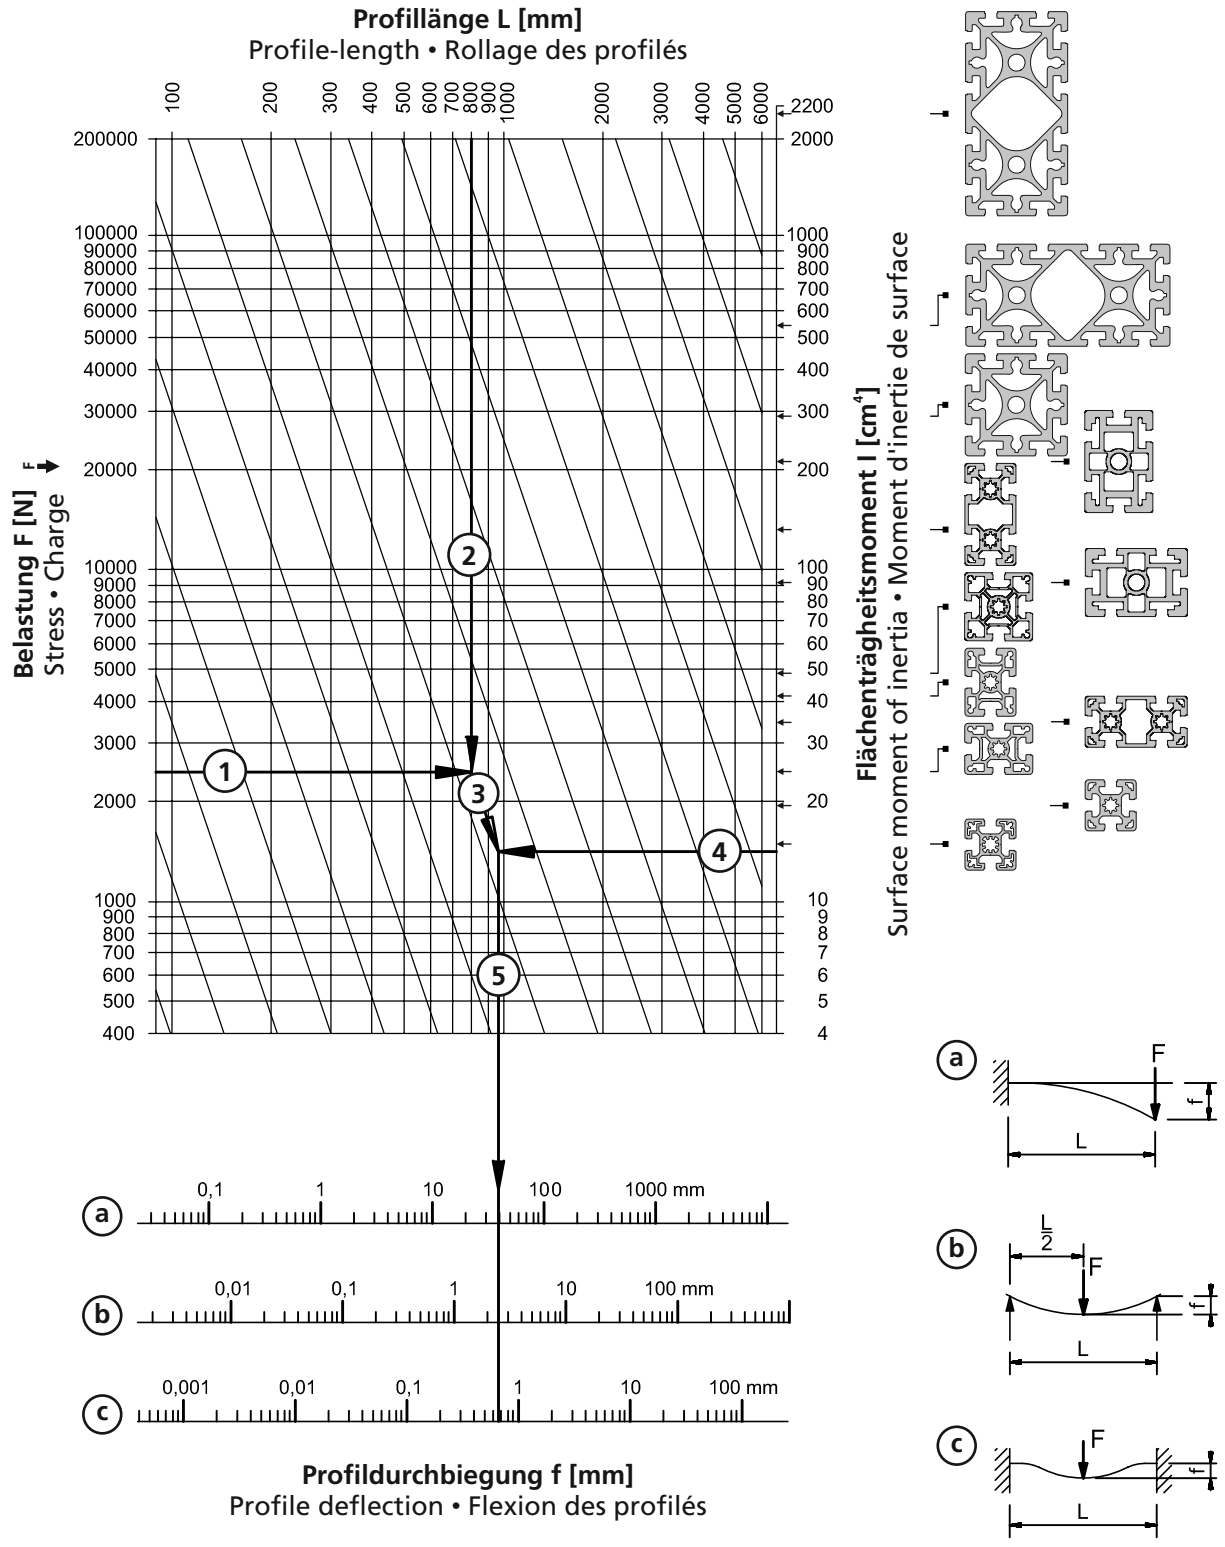 Profillänge L [mm]
Profile-length • Rollage des profilés
100 200 300 400 500 600 700 800 900 1000 2000 3000 4000 5000 6000
2200
200000 2000
100000 1000
90000 900
80000 800
70000 700
60000 600
50000 500
40000 400
30000 300
20000 200
10000 100
9000 90
8000 80
7000 70
6000 60
5000 50
4000 40
3000 30
2000 20
1000 10
900 9
800 8
700 7
600 6
500 5
400 4
Belastung F [N]
Stress • Charge
F
Flächenträgheitsmoment I [cm⁴]
Surface moment of inertia • Moment d'inertie de surface
1
2
3
4
5
a
0,1 1 10 100 1000 mm
b
0,01 0,1 1 10 100 mm
c
0,001 0,01 0,1 1 10 100 mm
Profildurchbiegung f [mm]
Profile deflection • Flexion des profilés
a
F
f
L
b
L
2
F
f
L
c
F
f
L